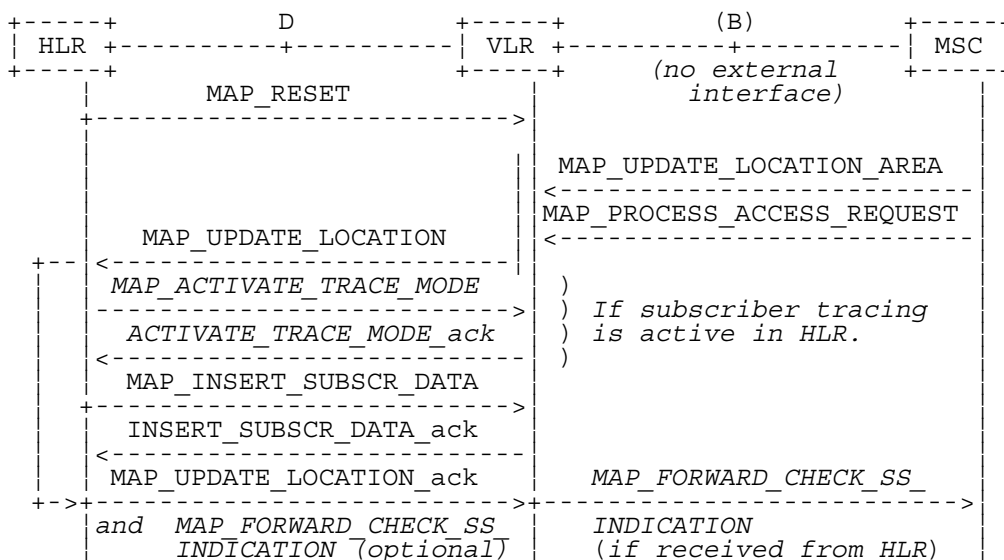 D (B)
HLR VLR MSC
(no external
MAP_RESET interface)
MAP_UPDATE_LOCATION_AREA
MAP_PROCESS_ACCESS_REQUEST
MAP_UPDATE_LOCATION
MAP_ACTIVATE_TRACE_MODE )
) If subscriber tracing
ACTIVATE_TRACE_MODE_ack ) is active in HLR.
)
MAP_INSERT_SUBSCR_DATA
INSERT_SUBSCR_DATA_ack
MAP_UPDATE_LOCATION_ack MAP_FORWARD_CHECK_SS_
and MAP_FORWARD_CHECK_SS_ INDICATION
INDICATION (optional) (if received from HLR)